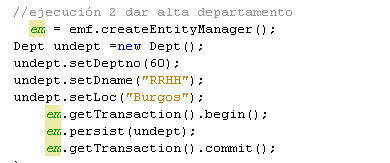 //ejecución 2 dar alta departamento
em = emf.createEntityManager();
Dept undept =new Dept();
undept.setDeptno(60);
undept.setDname("RRHH");
undept.setLoc("Burgos");
em.getTransaction().begin();
em.persist(undept);
em.getTransaction().commit();